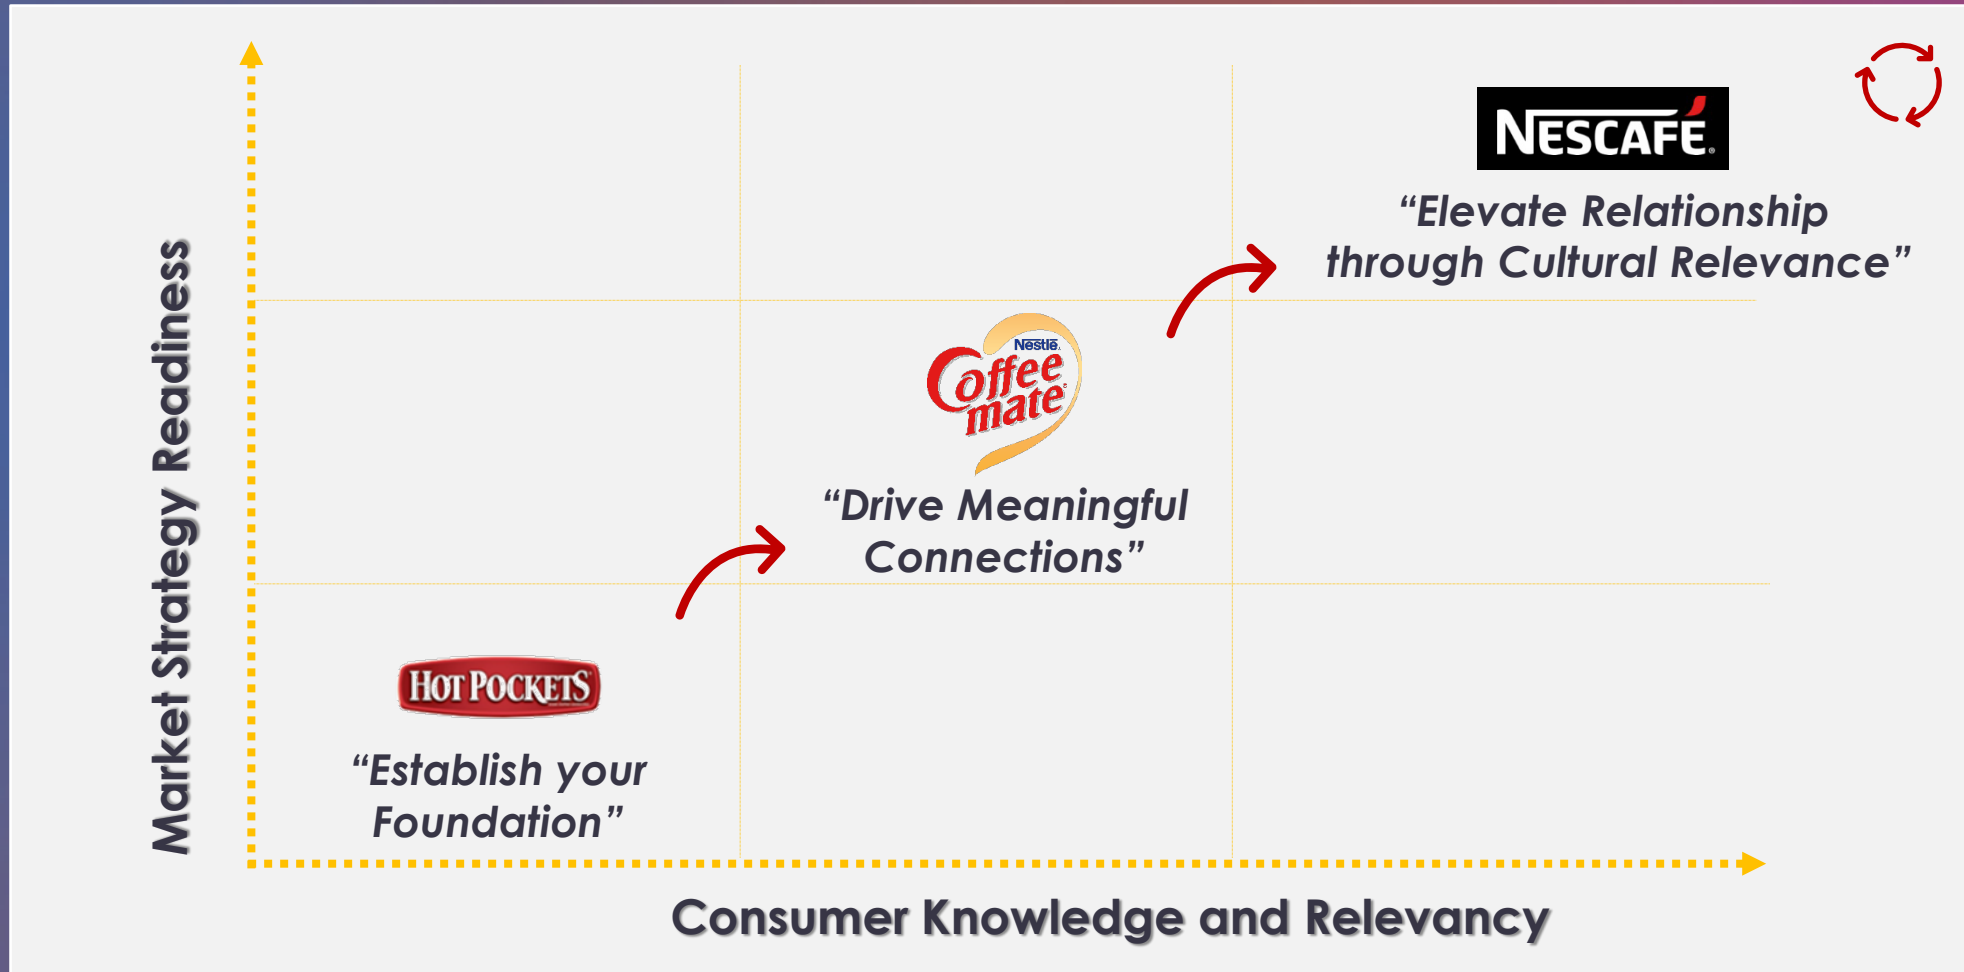 Market Strategy Readiness
NESCAFÉ.
“Elevate Relationship
through Cultural Relevance”
Nestlé
Coffee
mate
“Drive Meaningful
Connections”
HOT POCKETS
“Establish your
Foundation”
Consumer Knowledge and Relevancy